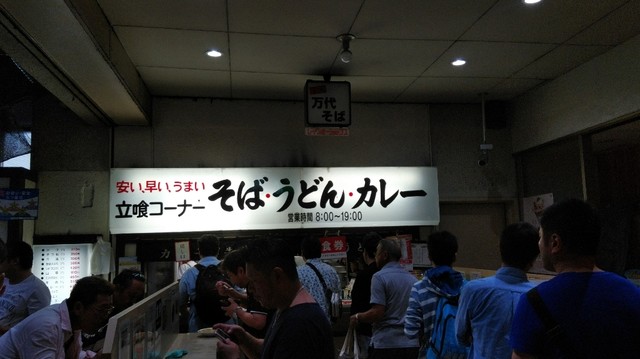 万代
そば
安い、早い、うまい
立喰コーナー
そば・うどん・カレー
営業時間 8:00～19:00
食券
カ